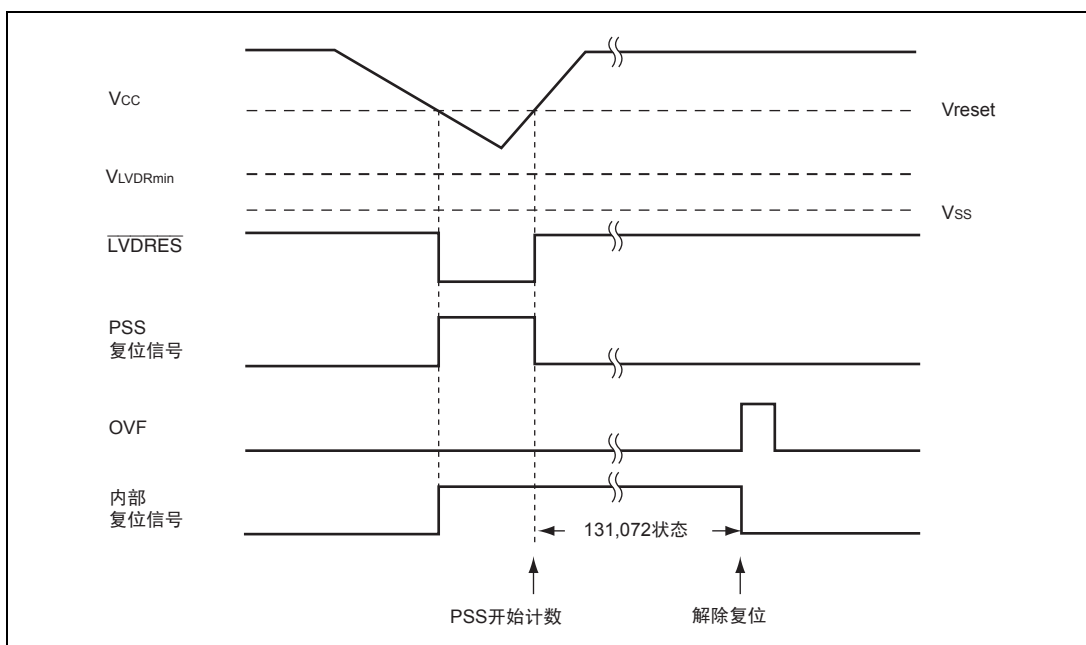 Vcc
Vreset
VLVDRmin
Vss
LVDRES
PSS
复位信号
OVF
内部
复位信号
131,072状态
PSS开始计数
解除复位